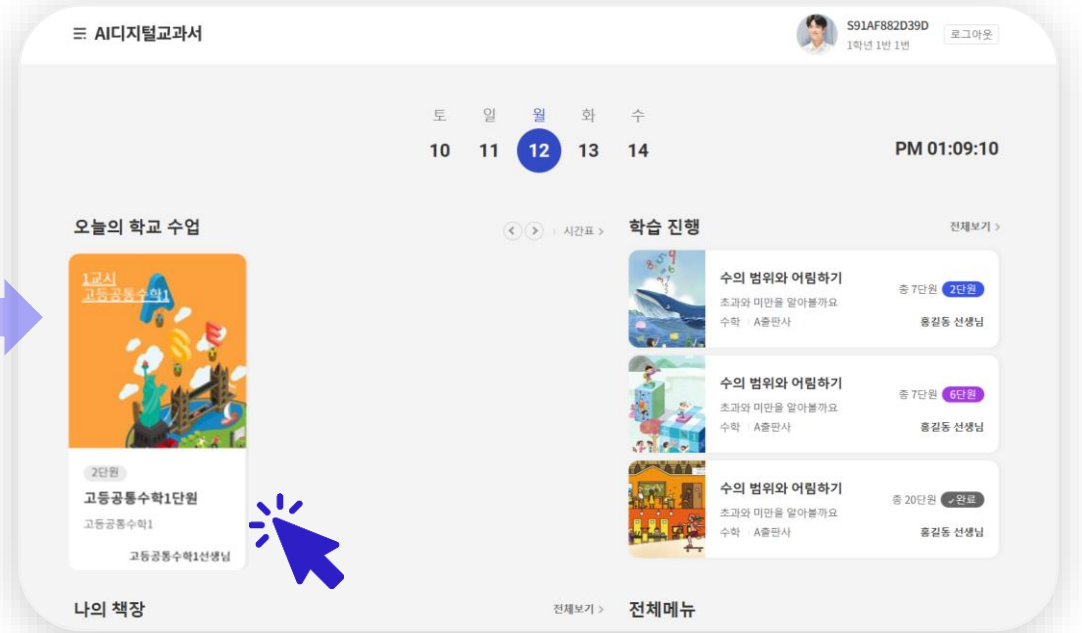 ☰ AI디지털교과서
S91AF882D39D
1학년 1반 1번
로그아웃
토 일 월 화 수
10 11 12 13 14
PM 01:09:10
오늘의 학교 수업
시간표 >
1교시
고등공통수학1
2단원
고등공통수학1단원
고등공통수학1
고등공통수학1선생님
학습 진행
전체보기 >
수의 범위와 어림하기
총 7단원 2단원
초과와 미만을 알아볼까요
수학 | A출판사
홍길동 선생님
수의 범위와 어림하기
총 7단원 6단원
초과와 미만을 알아볼까요
수학 | A출판사
홍길동 선생님
수의 범위와 어림하기
총 20단원 ✓완료
초과와 미만을 알아볼까요
수학 | A출판사
홍길동 선생님
나의 책장
전체보기 >
전체메뉴